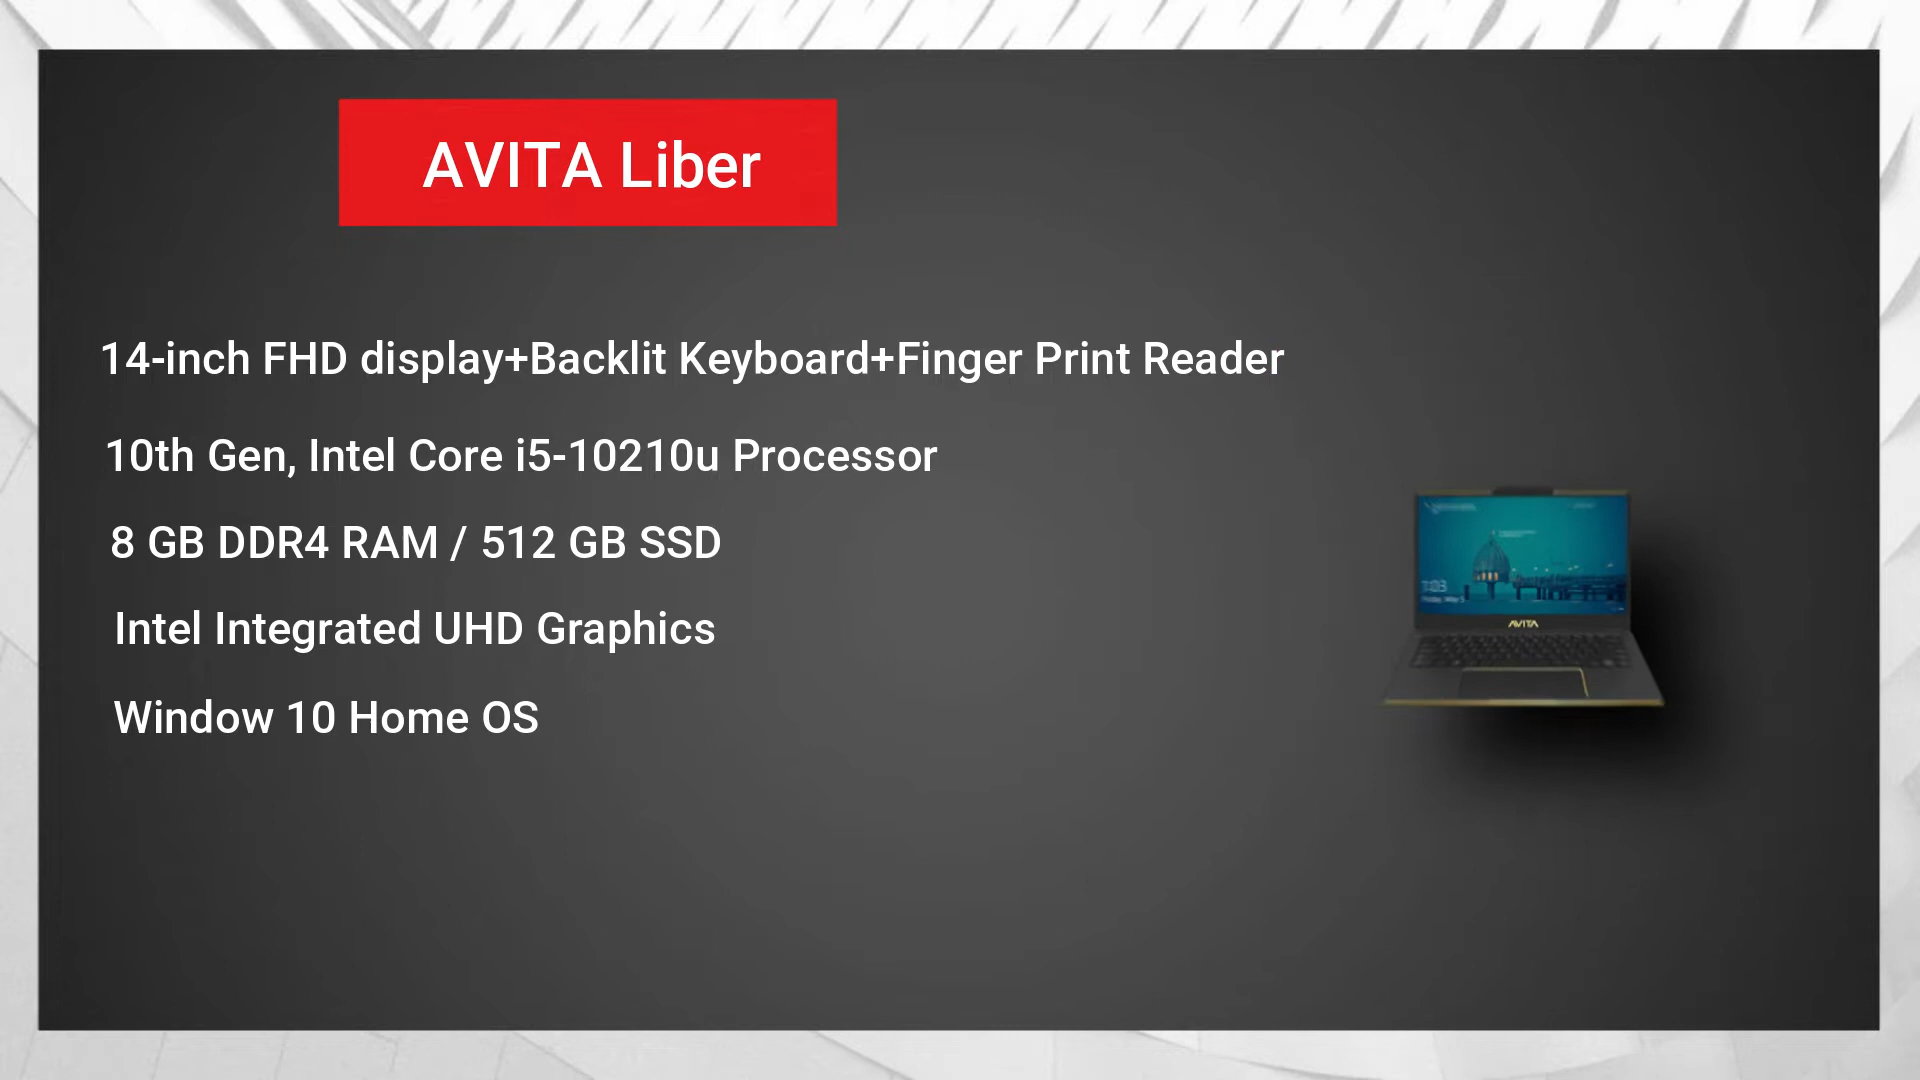 AVITA Liber
14-inch FHD display+Backlit Keyboard+Finger Print Reader
10th Gen, Intel Core i5-10210u Processor
8 GB DDR4 RAM / 512 GB SSD
Intel Integrated UHD Graphics
Window 10 Home OS
AVITA